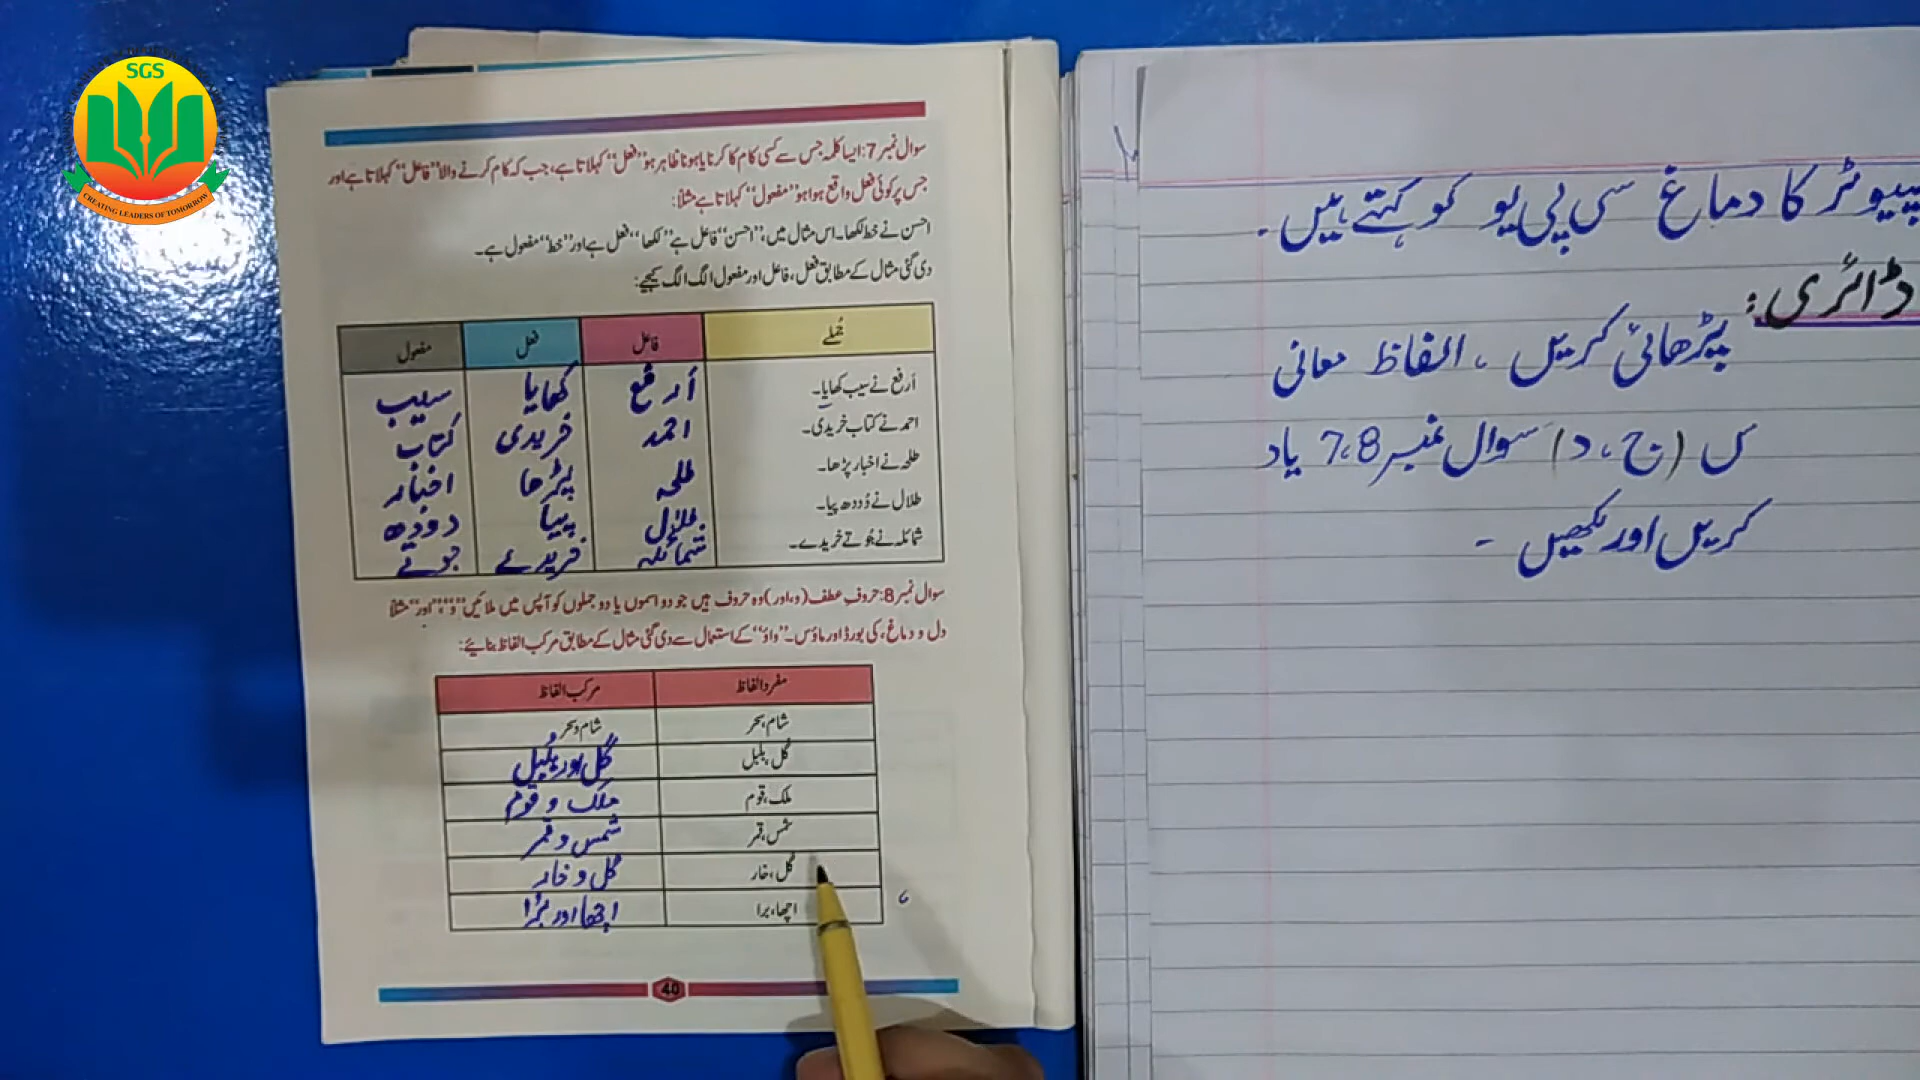 SGS
CREATING LEADERS OF TOMORROW
سوال نمبر 7: ایسا کلمہ جس سے کسی کام کا کرنا یا ہونا ظاہر ہو "فعل" کہلاتا ہے، جب کہ کام کرنے والا "فاعل" کہلاتا ہے اور
جس پر کوئی فعل واقع ہوا ہو "مفعول" کہلاتا ہے مثلاً:
احسن نے خط لکھا۔ اس مثال میں، "احسن" فاعل ہے "لکھا" فعل ہے اور "خط" مفعول ہے۔
دی گئی مثال کے مطابق فعل، فاعل اور مفعول الگ الگ کیجیے:
جُملے فاعل فعل مفعول
اَرفع نے سیب کھایا۔ اَرفع کھایا سیب
احمد نے کتاب خریدی۔ احمد خریدی کتاب
طلحہ نے اخبار پڑھا۔ طلحہ پڑھا اخبار
طلال نے دُودھ پیا۔ طلال پیا دودھ
شمائلہ نے جُوتے خریدے۔ شمائلہ خریدے جوتے
سوال نمبر 8: حروفِ عطف (و، اور) وہ حروف ہیں جو دو اسموں یا دو جملوں کو آپس میں ملائیں "و"، "اور" مثلاً
دل و دماغ، کی بورڈ اور ماؤس۔ "واؤ" کے استعمال سے دی گئی مثال کے مطابق مرکب الفاظ بنائیے:
مفرد الفاظ مرکب الفاظ
شام، سحر شام و سحر
گل، بلبل گل اور بلبل
ملک، قوم ملک و قوم
شمس، قمر شمس و قمر
گل، خار گل و خار
اچھا، برا اچھا اور بُرا
40
پیوٹر کا دماغ سی پی یو کو کہتے ہیں۔
ڈائری:
پڑھائی کریں، الفاظ معانی
س (ج، د) سوال نمبر 7،8 یاد
کریں اور لکھیں ۔